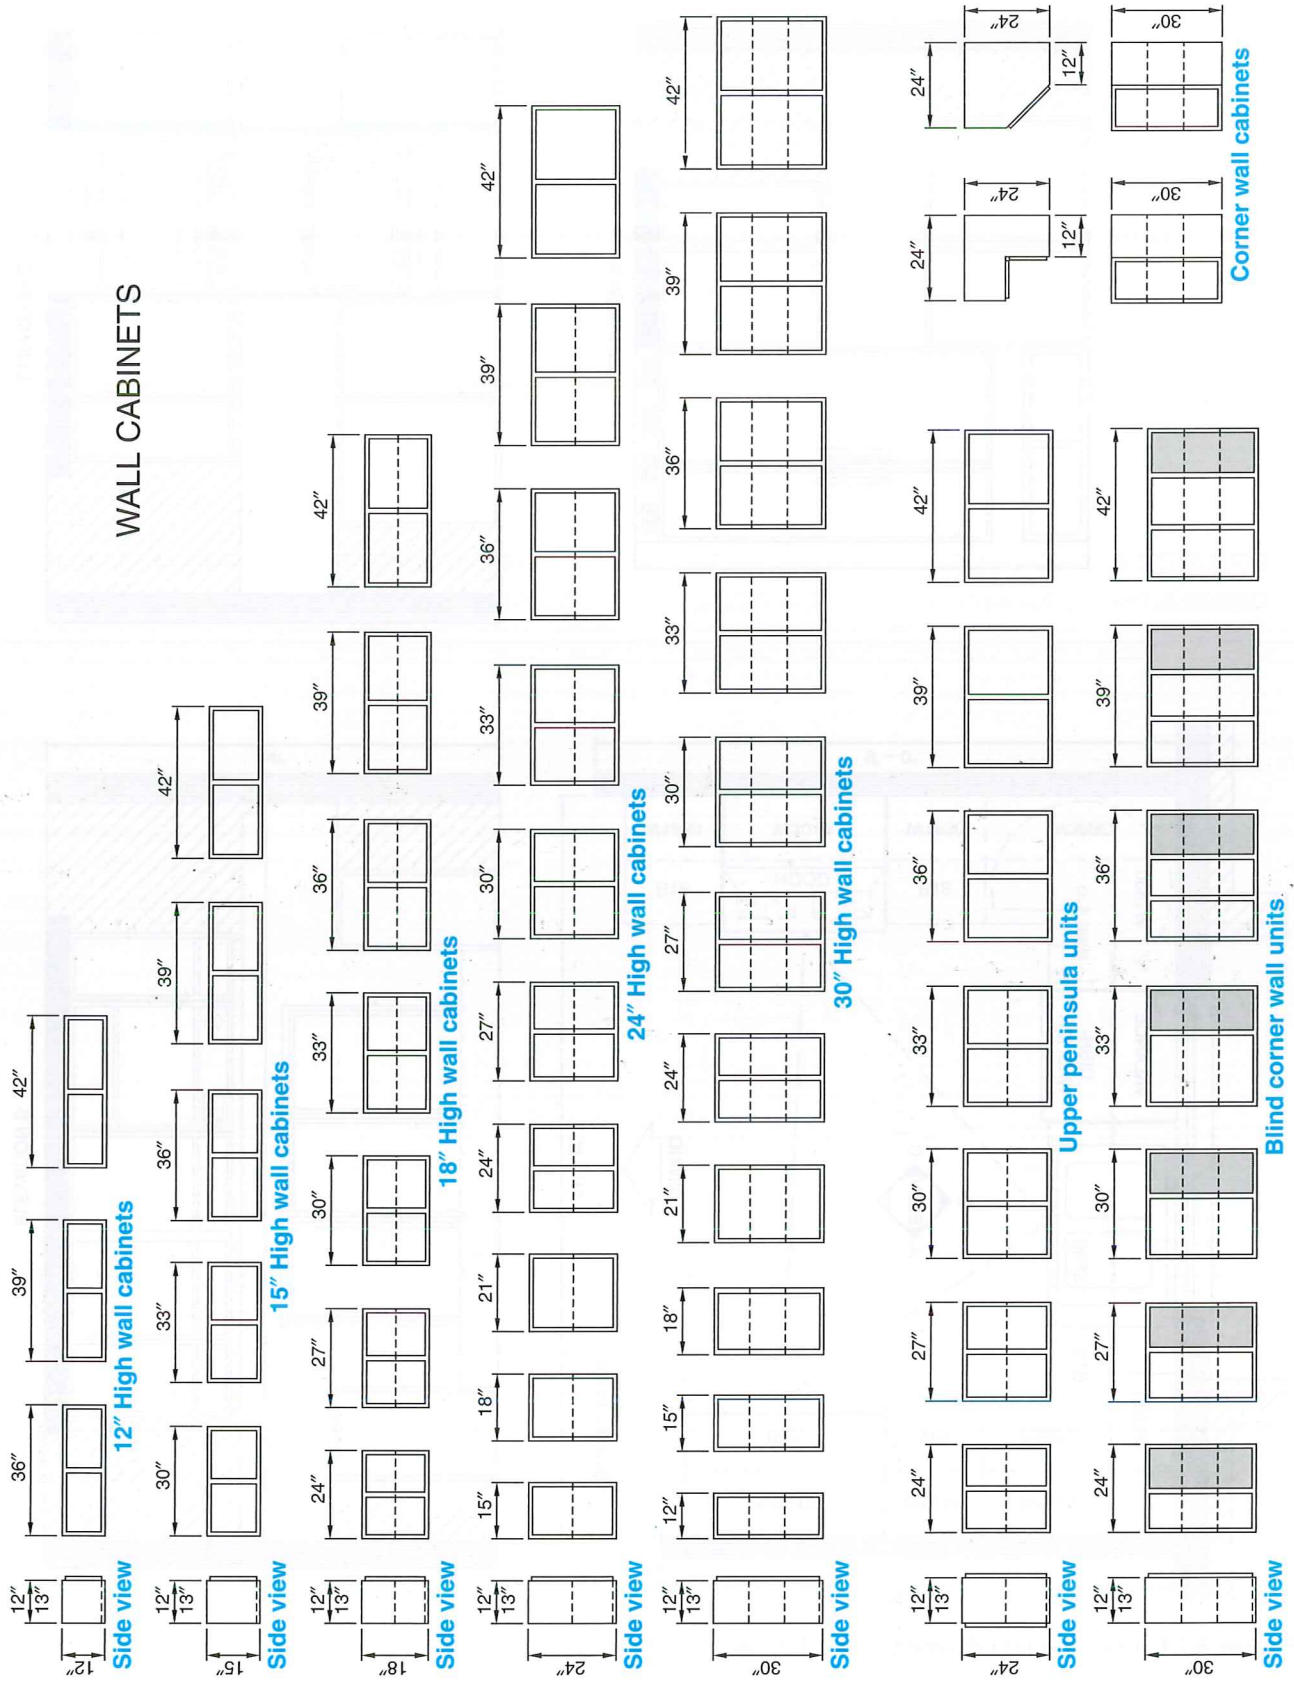 WALL CABINETS
12″ 13″ 12″ 36″ 39″ 42″
Side view 12″ High wall cabinets
12″ 13″ 15″ 30″ 33″ 36″ 39″ 42″
Side view 15″ High wall cabinets
12″ 13″ 18″ 24″ 27″ 30″ 33″ 36″ 39″ 42″
Side view 18″ High wall cabinets
12″ 13″ 24″ 15″ 18″ 21″ 24″ 27″ 30″ 33″ 36″ 39″ 42″
Side view 24″ High wall cabinets
12″ 13″ 30″ 12″ 15″ 18″ 21″ 24″ 27″ 30″ 33″ 36″ 39″ 42″
30″ High wall cabinets
12″ 13″ 24″ 24″ 27″ 30″ 33″ 36″ 39″ 42″
Side view Upper peninsula units
12″ 13″ 30″ 24″ 27″ 30″ 33″ 36″ 39″ 42″
Side view Blind corner wall units
24″ 24″ 12″ 24″ 24″ 12″
30″ 30″
Corner wall cabinets